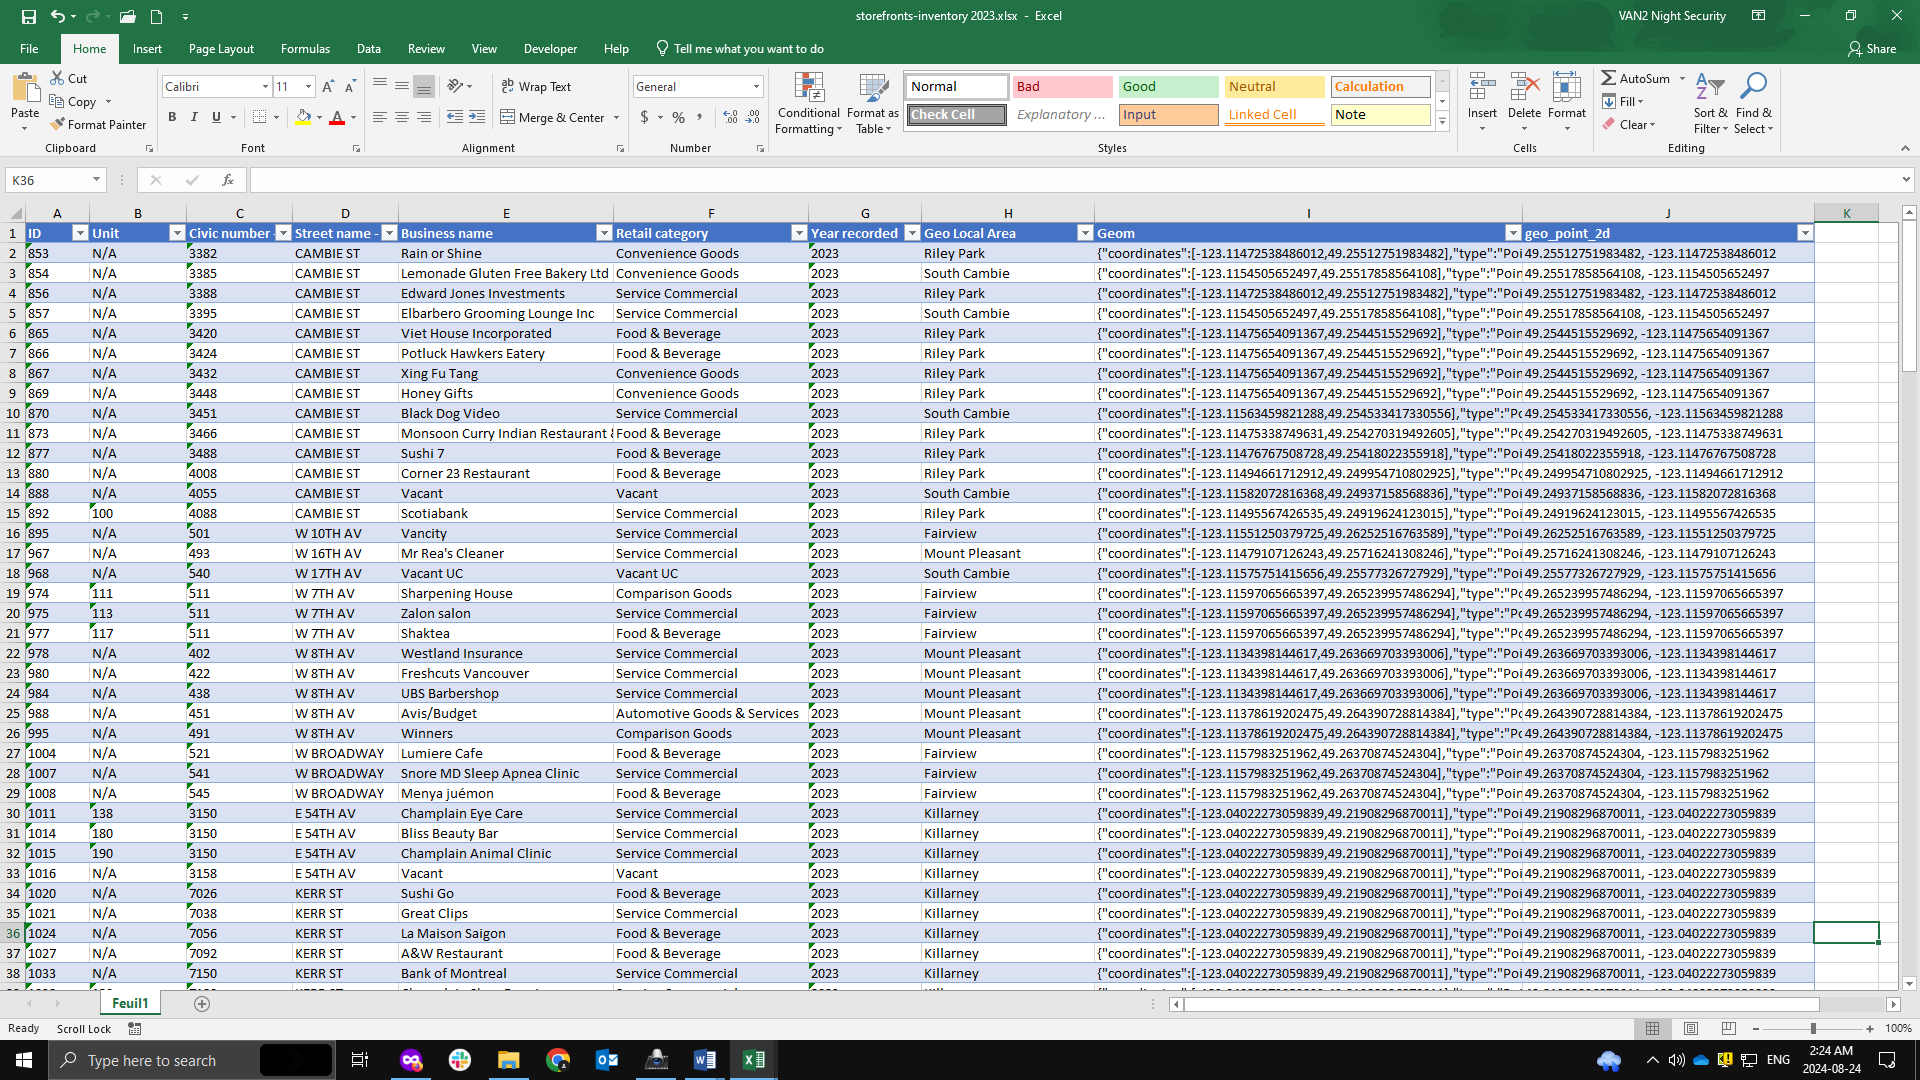 storefronts-inventory 2023.xlsx - Excel
VAN2 Night Security
File Home Insert Page Layout Formulas Data Review View Developer Help Tell me what you want to do Share
Paste Cut Copy Format Painter Clipboard
Calibri 11 B I U Font
Wrap Text Merge & Center Alignment
General $ % , Number
Conditional Formatting Format as Table
Normal Bad Good Neutral Calculation
Check Cell Explanatory ... Input Linked Cell Note
Styles
Insert Delete Format Cells
AutoSum Fill Clear Sort & Filter Find & Select Editing
K36 fx
A B C D E F G H I J K
1 ID Unit Civic number Street name - Business name Retail category Year recorded Geo Local Area Geom geo_point_2d
2 853 N/A 3382 CAMBIE ST Rain or Shine Convenience Goods 2023 Riley Park {"coordinates":[-123.11472538486012,49.25512751983482],"type":"Poi 49.25512751983482, -123.11472538486012
3 854 N/A 3385 CAMBIE ST Lemonade Gluten Free Bakery Ltd Convenience Goods 2023 South Cambie {"coordinates":[-123.1154505652497,49.25517858564108],"type":"Poin 49.25517858564108, -123.1154505652497
4 856 N/A 3388 CAMBIE ST Edward Jones Investments Service Commercial 2023 Riley Park {"coordinates":[-123.11472538486012,49.25512751983482],"type":"Poi 49.25512751983482, -123.11472538486012
5 857 N/A 3395 CAMBIE ST Elbarbero Grooming Lounge Inc Service Commercial 2023 South Cambie {"coordinates":[-123.1154505652497,49.25517858564108],"type":"Poin 49.25517858564108, -123.1154505652497
6 865 N/A 3420 CAMBIE ST Viet House Incorporated Food & Beverage 2023 Riley Park {"coordinates":[-123.11475654091367,49.2544515529692],"type":"Poin 49.2544515529692, -123.11475654091367
7 866 N/A 3424 CAMBIE ST Potluck Hawkers Eatery Food & Beverage 2023 Riley Park {"coordinates":[-123.11475654091367,49.2544515529692],"type":"Poin 49.2544515529692, -123.11475654091367
8 867 N/A 3432 CAMBIE ST Xing Fu Tang Convenience Goods 2023 Riley Park {"coordinates":[-123.11475654091367,49.2544515529692],"type":"Poin 49.2544515529692, -123.11475654091367
9 869 N/A 3448 CAMBIE ST Honey Gifts Convenience Goods 2023 Riley Park {"coordinates":[-123.11475654091367,49.2544515529692],"type":"Poin 49.2544515529692, -123.11475654091367
10 870 N/A 3451 CAMBIE ST Black Dog Video Service Commercial 2023 South Cambie {"coordinates":[-123.11563459821288,49.254533417330556],"type":"Pc 49.254533417330556, -123.11563459821288
11 873 N/A 3466 CAMBIE ST Monsoon Curry Indian Restaurant Food & Beverage 2023 Riley Park {"coordinates":[-123.11475338749631,49.254270319492605],"type":"Pc 49.254270319492605, -123.11475338749631
12 877 N/A 3488 CAMBIE ST Sushi 7 Food & Beverage 2023 Riley Park {"coordinates":[-123.11476767508728,49.25418022355918],"type":"Poi 49.25418022355918, -123.11476767508728
13 880 N/A 4008 CAMBIE ST Corner 23 Restaurant Food & Beverage 2023 Riley Park {"coordinates":[-123.11494661712912,49.249954710802925],"type":"Pc 49.249954710802925, -123.11494661712912
14 888 N/A 4055 CAMBIE ST Vacant Vacant 2023 South Cambie {"coordinates":[-123.11582072816368,49.24937158568836],"type":"Poi 49.24937158568836, -123.11582072816368
15 892 100 4088 CAMBIE ST Scotiabank Service Commercial 2023 Riley Park {"coordinates":[-123.11495567426535,49.24919624123015],"type":"Poi 49.24919624123015, -123.11495567426535
16 895 N/A 501 W 10TH AV Vancity Service Commercial 2023 Fairview {"coordinates":[-123.11551250379725,49.26252516763589],"type":"Poi 49.26252516763589, -123.11551250379725
17 967 N/A 493 W 16TH AV Mr Rea's Cleaner Service Commercial 2023 Mount Pleasant {"coordinates":[-123.11479107126243,49.25716241308246],"type":"Poi 49.25716241308246, -123.11479107126243
18 968 N/A 540 W 17TH AV Vacant UC Vacant UC 2023 South Cambie {"coordinates":[-123.11575751415656,49.25577326727929],"type":"Poi 49.25577326727929, -123.11575751415656
19 974 111 511 W 7TH AV Sharpening House Comparison Goods 2023 Fairview {"coordinates":[-123.11597065665397,49.265239957486294],"type":"Pc 49.265239957486294, -123.11597065665397
20 975 113 511 W 7TH AV Zalon salon Service Commercial 2023 Fairview {"coordinates":[-123.11597065665397,49.265239957486294],"type":"Pc 49.265239957486294, -123.11597065665397
21 977 117 511 W 7TH AV Shaktea Food & Beverage 2023 Fairview {"coordinates":[-123.11597065665397,49.265239957486294],"type":"Pc 49.265239957486294, -123.11597065665397
22 978 N/A 402 W 8TH AV Westland Insurance Service Commercial 2023 Mount Pleasant {"coordinates":[-123.1134398144617,49.263669703393006],"type":"Poi 49.263669703393006, -123.1134398144617
23 980 N/A 422 W 8TH AV Freshcuts Vancouver Service Commercial 2023 Mount Pleasant {"coordinates":[-123.1134398144617,49.263669703393006],"type":"Poi 49.263669703393006, -123.1134398144617
24 984 N/A 438 W 8TH AV UBS Barbershop Service Commercial 2023 Mount Pleasant {"coordinates":[-123.1134398144617,49.263669703393006],"type":"Poi 49.263669703393006, -123.1134398144617
25 988 N/A 451 W 8TH AV Avis/Budget Automotive Goods & Services 2023 Mount Pleasant {"coordinates":[-123.11378619202475,49.264390728814384],"type":"Pc 49.264390728814384, -123.11378619202475
26 995 N/A 491 W 8TH AV Winners Comparison Goods 2023 Mount Pleasant {"coordinates":[-123.11378619202475,49.264390728814384],"type":"Pc 49.264390728814384, -123.11378619202475
27 1004 N/A 521 W BROADWAY Lumiere Cafe Food & Beverage 2023 Fairview {"coordinates":[-123.1157983251962,49.26370874524304],"type":"Poin 49.26370874524304, -123.1157983251962
28 1007 N/A 541 W BROADWAY Snore MD Sleep Apnea Clinic Service Commercial 2023 Fairview {"coordinates":[-123.1157983251962,49.26370874524304],"type":"Poin 49.26370874524304, -123.1157983251962
29 1008 N/A 545 W BROADWAY Menya juémon Food & Beverage 2023 Fairview {"coordinates":[-123.1157983251962,49.26370874524304],"type":"Poin 49.26370874524304, -123.1157983251962
30 1011 138 3150 E 54TH AV Champlain Eye Care Service Commercial 2023 Killarney {"coordinates":[-123.04022273059839,49.21908296870011],"type":"Poi 49.21908296870011, -123.04022273059839
31 1014 180 3150 E 54TH AV Bliss Beauty Bar Service Commercial 2023 Killarney {"coordinates":[-123.04022273059839,49.21908296870011],"type":"Poi 49.21908296870011, -123.04022273059839
32 1015 190 3150 E 54TH AV Champlain Animal Clinic Service Commercial 2023 Killarney {"coordinates":[-123.04022273059839,49.21908296870011],"type":"Poi 49.21908296870011, -123.04022273059839
33 1016 N/A 3158 E 54TH AV Vacant Vacant 2023 Killarney {"coordinates":[-123.04022273059839,49.21908296870011],"type":"Poi 49.21908296870011, -123.04022273059839
34 1020 N/A 7026 KERR ST Sushi Go Food & Beverage 2023 Killarney {"coordinates":[-123.04022273059839,49.21908296870011],"type":"Poi 49.21908296870011, -123.04022273059839
35 1021 N/A 7038 KERR ST Great Clips Service Commercial 2023 Killarney {"coordinates":[-123.04022273059839,49.21908296870011],"type":"Poi 49.21908296870011, -123.04022273059839
36 1024 N/A 7056 KERR ST La Maison Saigon Food & Beverage 2023 Killarney {"coordinates":[-123.04022273059839,49.21908296870011],"type":"Poi 49.21908296870011, -123.04022273059839
37 1027 N/A 7092 KERR ST A&W Restaurant Food & Beverage 2023 Killarney {"coordinates":[-123.04022273059839,49.21908296870011],"type":"Poi 49.21908296870011, -123.04022273059839
38 1033 N/A 7150 KERR ST Bank of Montreal Service Commercial 2023 Killarney {"coordinates":[-123.04022273059839,49.21908296870011],"type":"Poi 49.21908296870011, -123.04022273059839
Feuil1
Ready Scroll Lock 100%
Type here to search
ENG 2:24 AM
2024-08-24